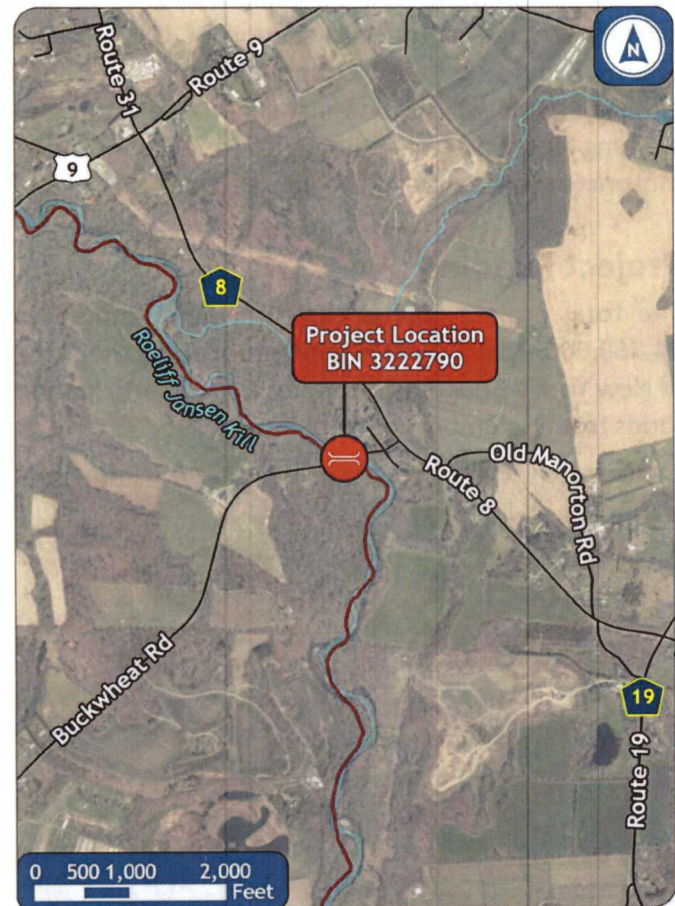 N
Route 31
Route 9
9
8
Project Location
BIN 3222790
Roeliff Jansen Kill
Route 8
Old Manorton Rd
Buckwheat Rd
19
Route 19
0 500 1,000 2,000
Feet